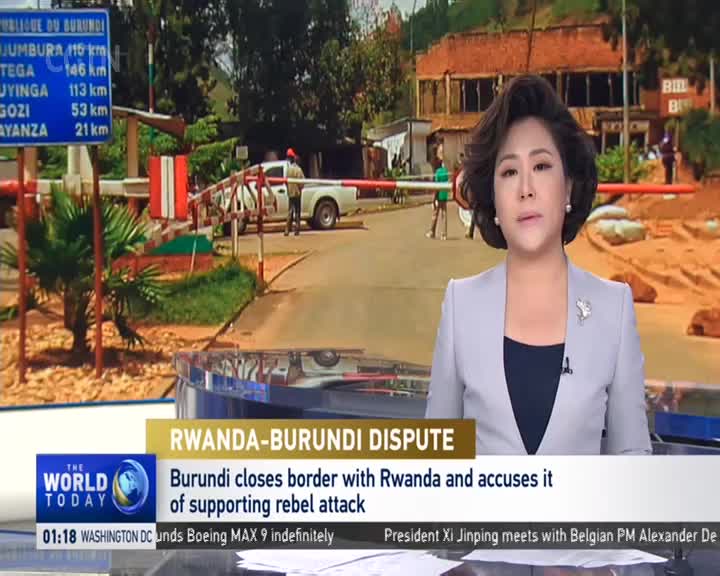 CGTN
PUBLIQUE DU BURUNDI
UJUMBURA 116 km
TEGA 146 km
UYINGA 113 km
GOZI 53 km
AYANZA 21 km
RWANDA-BURUNDI DISPUTE
Burundi closes border with Rwanda and accuses it
of supporting rebel attack
THE
WORLD
TODAY
01:18 WASHINGTON DC
unds Boeing MAX 9 indefinitely President Xi Jinping meets with Belgian PM Alexander De